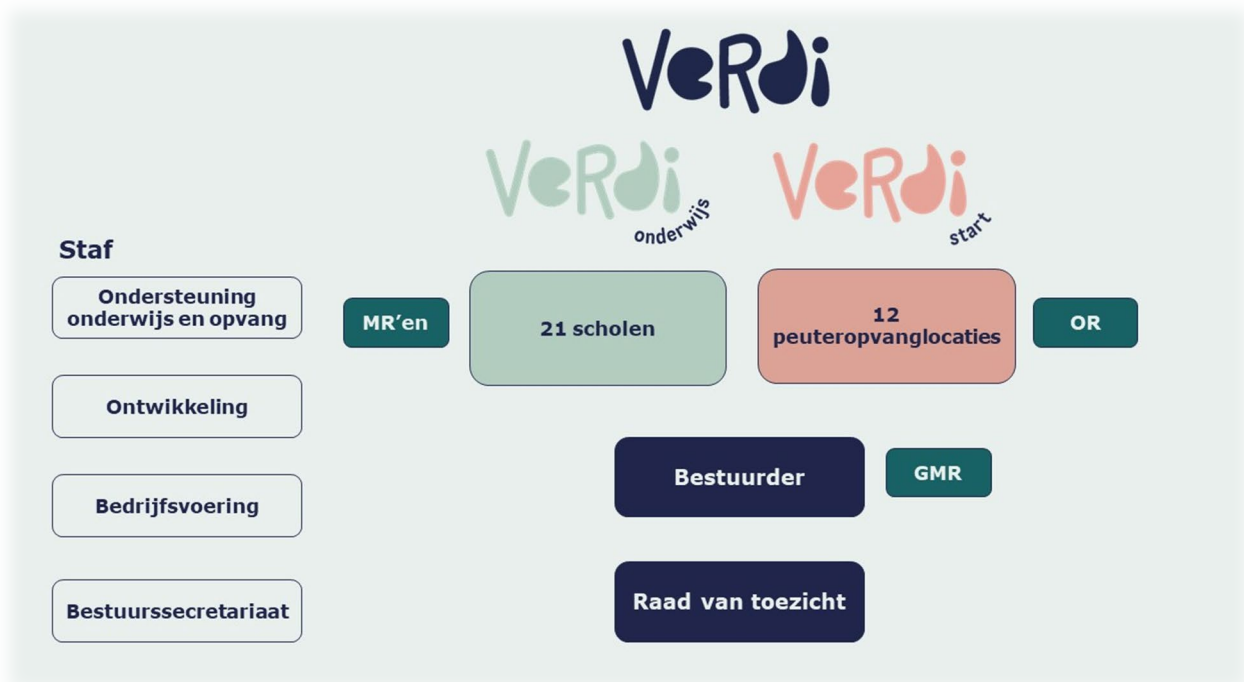 VeRdi
VeRdi
onderwijs
VeRdi
start
Staf
Ondersteuning
onderwijs en opvang
Ontwikkeling
Bedrijfsvoering
Bestuurssecretariaat
MR’en
21 scholen
12
peuteropvanglocaties
OR
Bestuurder
GMR
Raad van toezicht